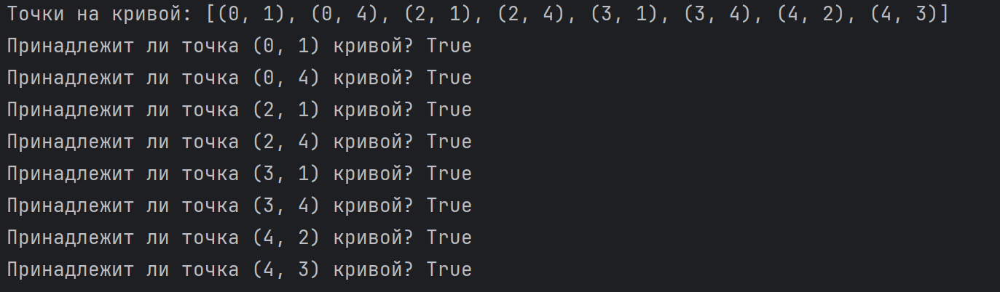 Точки на кривой: [(0, 1), (0, 4), (2, 1), (2, 4), (3, 1), (3, 4), (4, 2), (4, 3)]
Принадлежит ли точка (0, 1) кривой? True
Принадлежит ли точка (0, 4) кривой? True
Принадлежит ли точка (2, 1) кривой? True
Принадлежит ли точка (2, 4) кривой? True
Принадлежит ли точка (3, 1) кривой? True
Принадлежит ли точка (3, 4) кривой? True
Принадлежит ли точка (4, 2) кривой? True
Принадлежит ли точка (4, 3) кривой? True